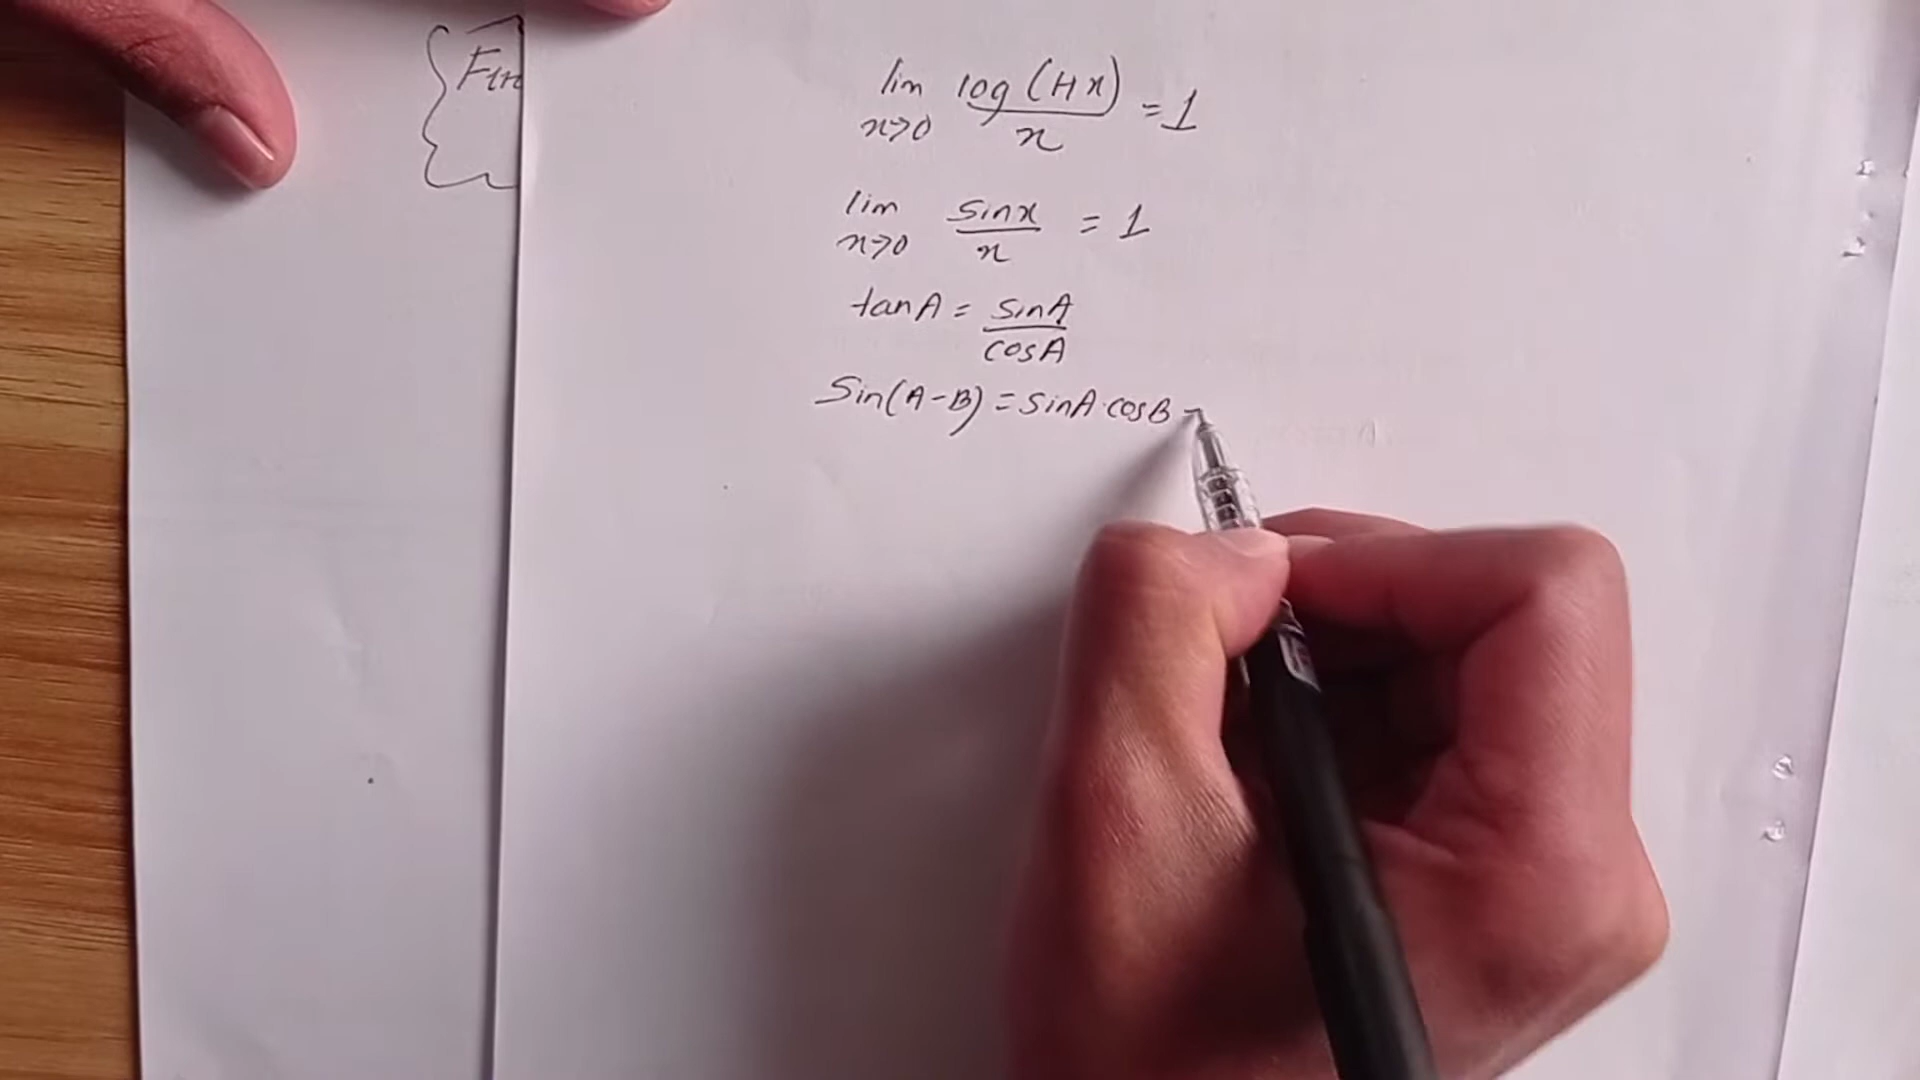 lim log(1+x)/x = 1
x→0
lim sinx/x = 1
x→0
tanA = sinA/cosA
Sin(A-B) = sinA·cosB -